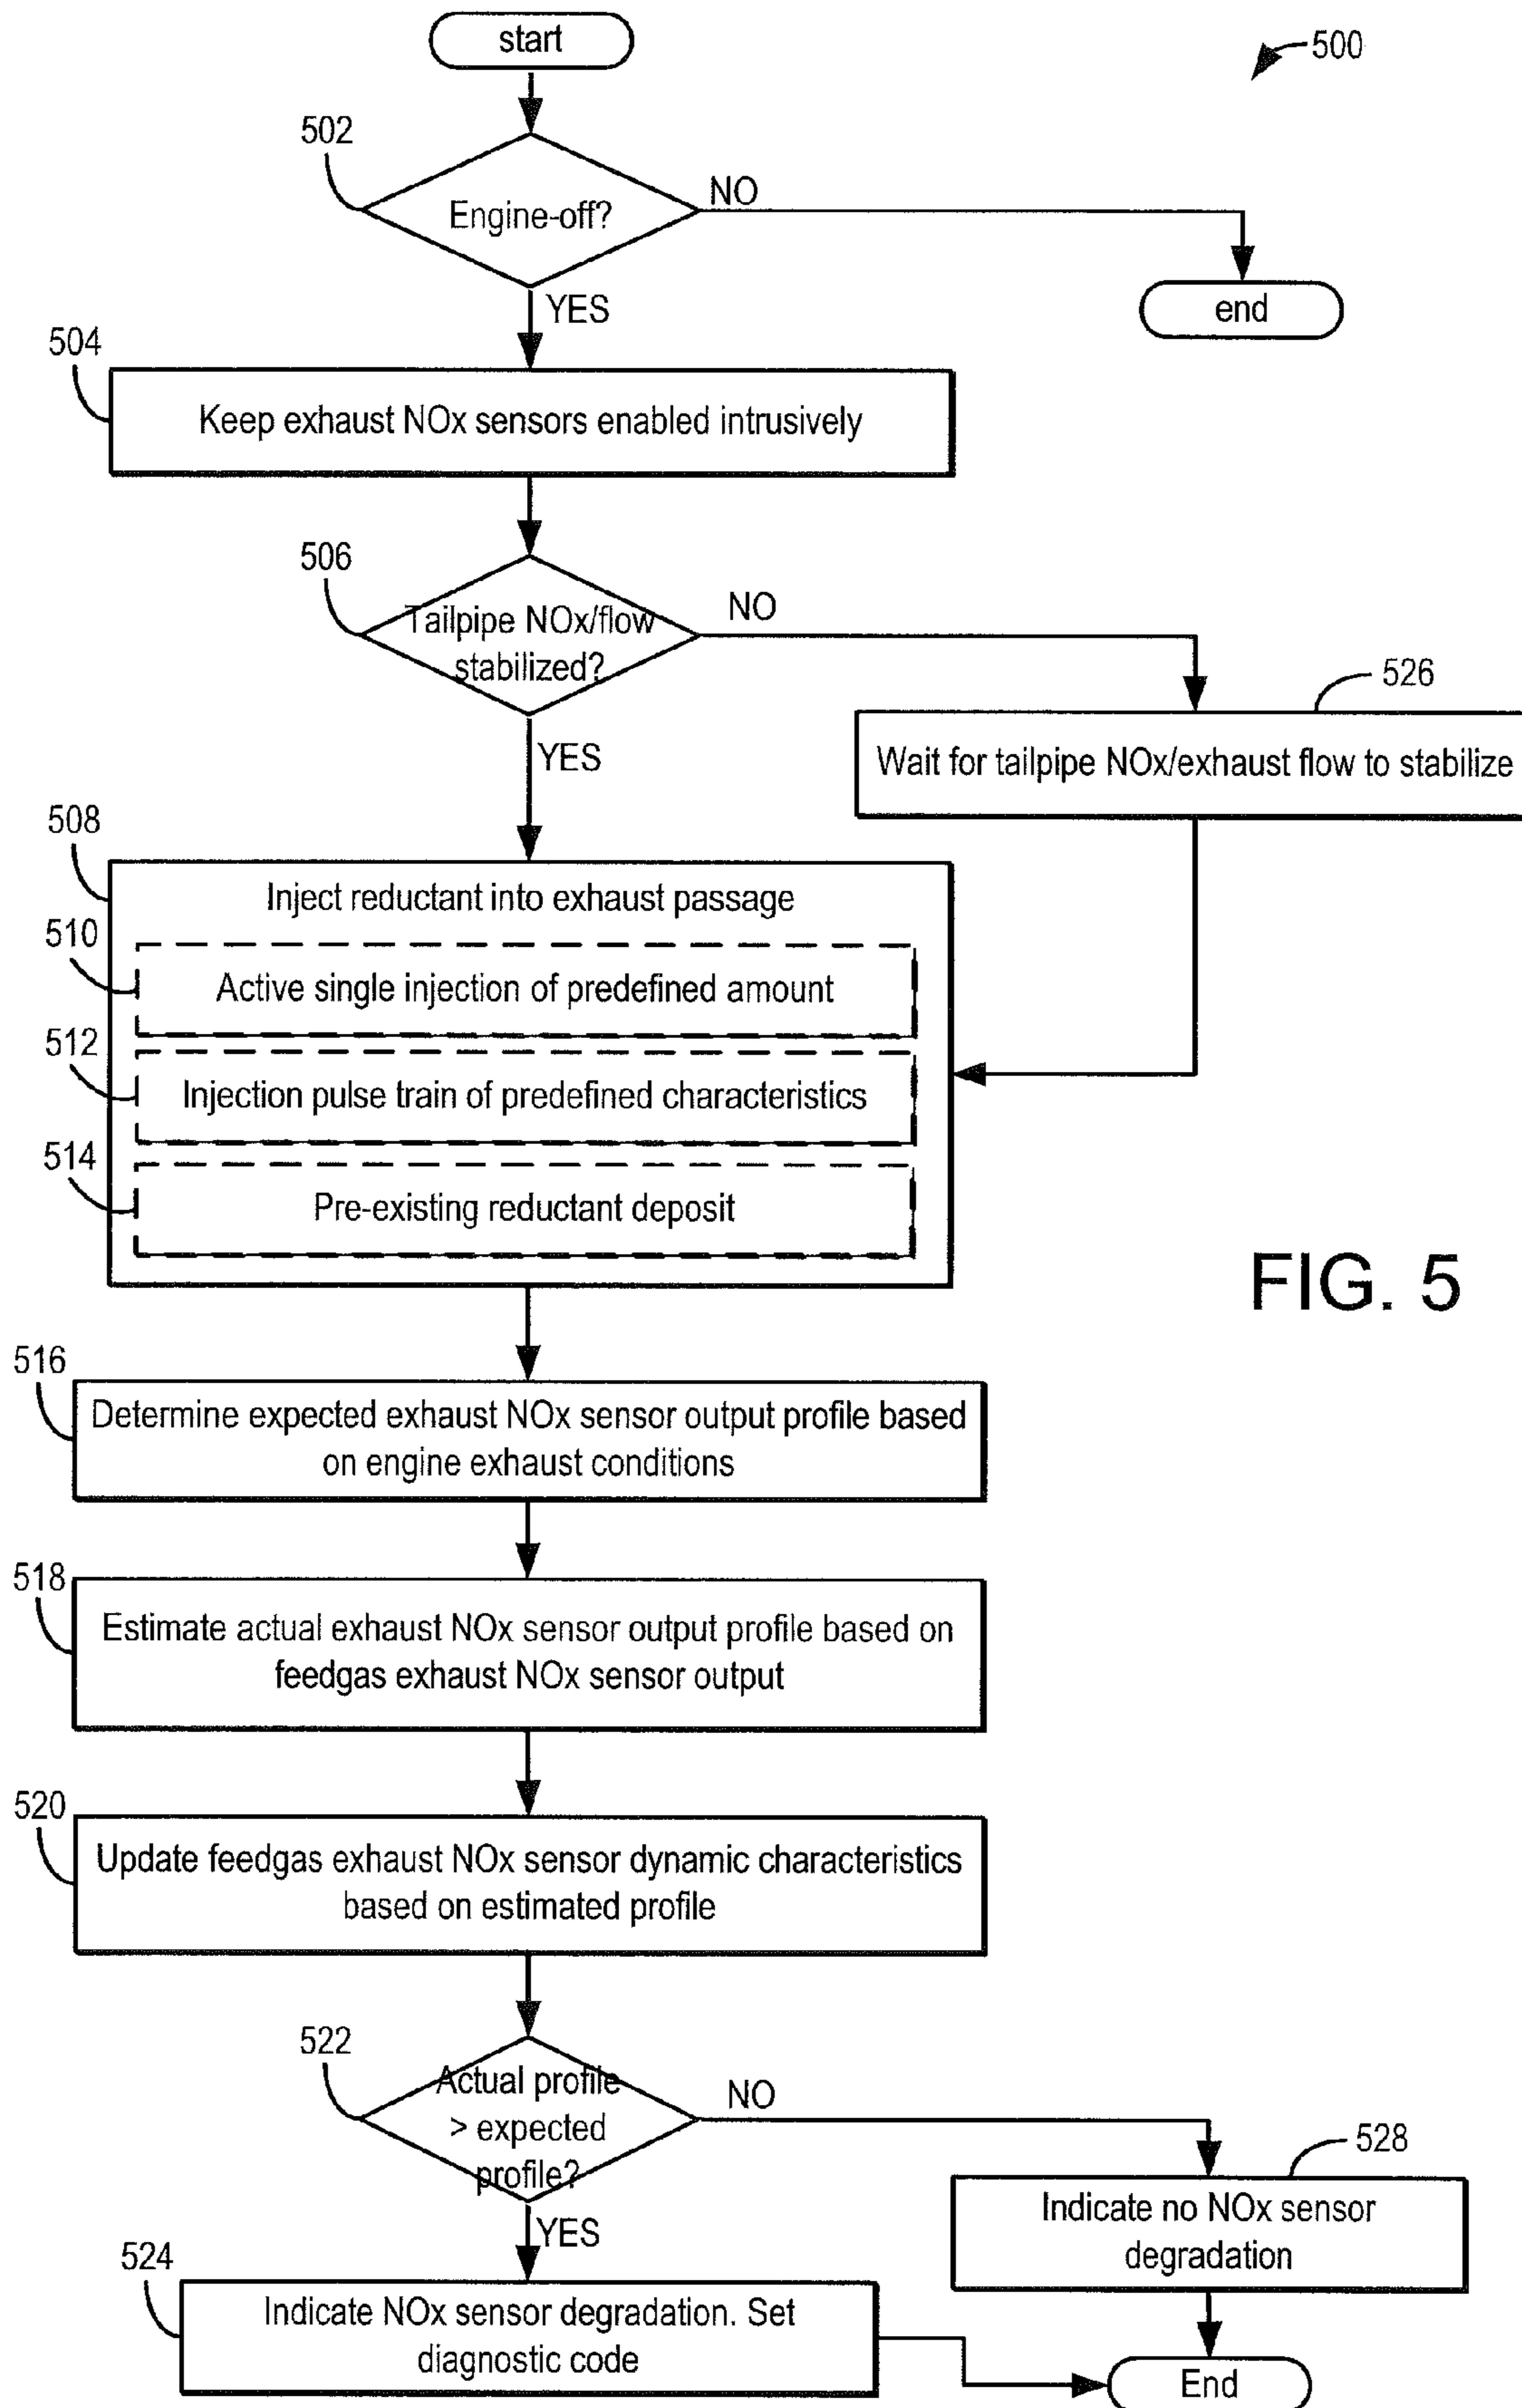 start
500
502
Engine-off?
NO
end
YES
504
Keep exhaust NOx sensors enabled intrusively
506
Tailpipe NOx/flow
stabilized?
NO
526
Wait for tailpipe NOx/exhaust flow to stabilize
YES
508
Inject reductant into exhaust passage
510
Active single injection of predefined amount
512
Injection pulse train of predefined characteristics
514
Pre-existing reductant deposit
FIG. 5
516
Determine expected exhaust NOx sensor output profile based
on engine exhaust conditions
518
Estimate actual exhaust NOx sensor output profile based on
feedgas exhaust NOx sensor output
520
Update feedgas exhaust NOx sensor dynamic characteristics
based on estimated profile
522
Actual profile
> expected
profile?
NO
528
Indicate no NOx sensor
degradation
YES
524
Indicate NOx sensor degradation. Set
diagnostic code
End